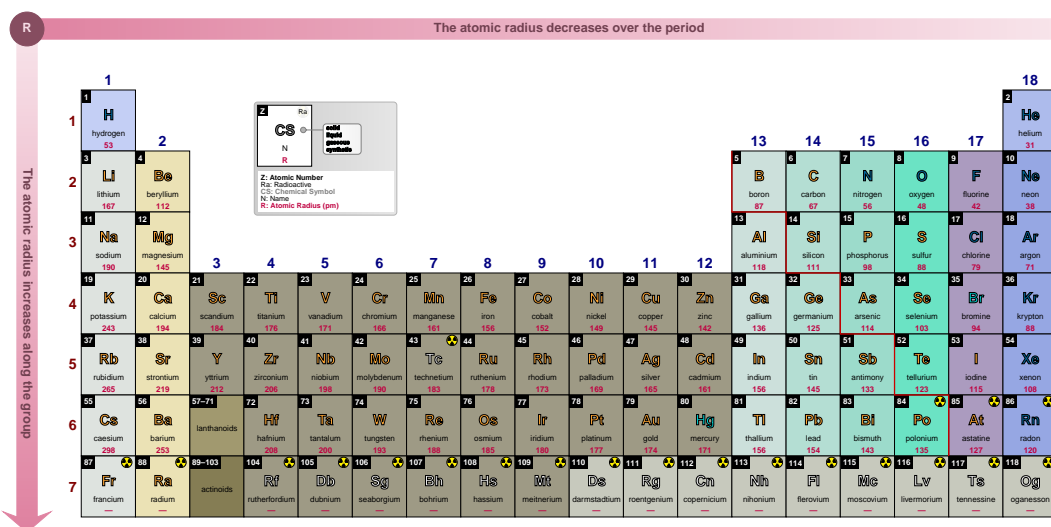 R
The atomic radius decreases over the period
The atomic radius increases along the group
1 18
1 H hydrogen 53
2 He helium 31
Z Ra
CS
N
R
solid
liquid
gaseous
synthetic
Z: Atomic Number
Ra: Radioactive
CS: Chemical Symbol
N: Name
R: Atomic Radius (pm)
1
2 13 14 15 16 17
2
3 Li lithium 167
4 Be beryllium 112
5 B boron 87
6 C carbon 67
7 N nitrogen 56
8 O oxygen 48
9 F fluorine 42
10 Ne neon 38
3
11 Na sodium 190
12 Mg magnesium 145
13 Al aluminium 118
14 Si silicon 111
15 P phosphorus 98
16 S sulfur 88
17 Cl chlorine 79
18 Ar argon 71
3 4 5 6 7 8 9 10 11 12
4
19 K potassium 243
20 Ca calcium 194
21 Sc scandium 184
22 Ti titanium 176
23 V vanadium 171
24 Cr chromium 166
25 Mn manganese 161
26 Fe iron 156
27 Co cobalt 152
28 Ni nickel 149
29 Cu copper 145
30 Zn zinc 142
31 Ga gallium 136
32 Ge germanium 125
33 As arsenic 114
34 Se selenium 103
35 Br bromine 94
36 Kr krypton 88
5
37 Rb rubidium 265
38 Sr strontium 219
39 Y yttrium 212
40 Zr zirconium 206
41 Nb niobium 198
42 Mo molybdenum 190
43 Tc technetium 183
44 Ru ruthenium 178
45 Rh rhodium 173
46 Pd palladium 169
47 Ag silver 165
48 Cd cadmium 161
49 In indium 156
50 Sn tin 145
51 Sb antimony 133
52 Te tellurium 123
53 I iodine 115
54 Xe xenon 108
6
55 Cs caesium 298
56 Ba barium 253
57–71 lanthanoids
72 Hf hafnium 208
73 Ta tantalum 200
74 W tungsten 193
75 Re rhenium 188
76 Os osmium 185
77 Ir iridium 180
78 Pt platinum 177
79 Au gold 174
80 Hg mercury 171
81 Tl thallium 156
82 Pb lead 154
83 Bi bismuth 143
84 Po polonium 135
85 At astatine 127
86 Rn radon 120
7
87 Fr francium —
88 Ra radium —
89–103 actinoids
104 Rf rutherfordium —
105 Db dubnium —
106 Sg seaborgium —
107 Bh bohrium —
108 Hs hassium —
109 Mt meitnerium —
110 Ds darmstadtium —
111 Rg roentgenium —
112 Cn copernicium —
113 Nh nihonium —
114 Fl flerovium —
115 Mc moscovium —
116 Lv livermorium —
117 Ts tennessine —
118 Og oganesson —